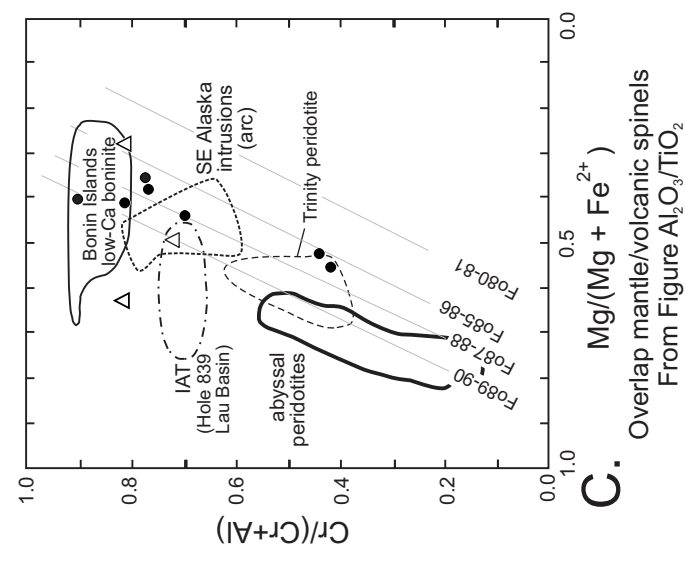 Cr/(Cr+Al)
1.0
0.8
0.6
0.4
0.2
0.0
1.0
0.5
0.0
Mg/(Mg + Fe²⁺ )
Bonin Islands
low-Ca boninite
SE Alaska
intrusions
(arc)
Trinity peridotite
IAT
(Hole 839
Lau Basin)
abyssal
peridotites
Fo80-81
Fo85-86
Fo87-88
Fo89-90
C.
Overlap mantle/volcanic spinels
From Figure Al₂O₃/TiO₂